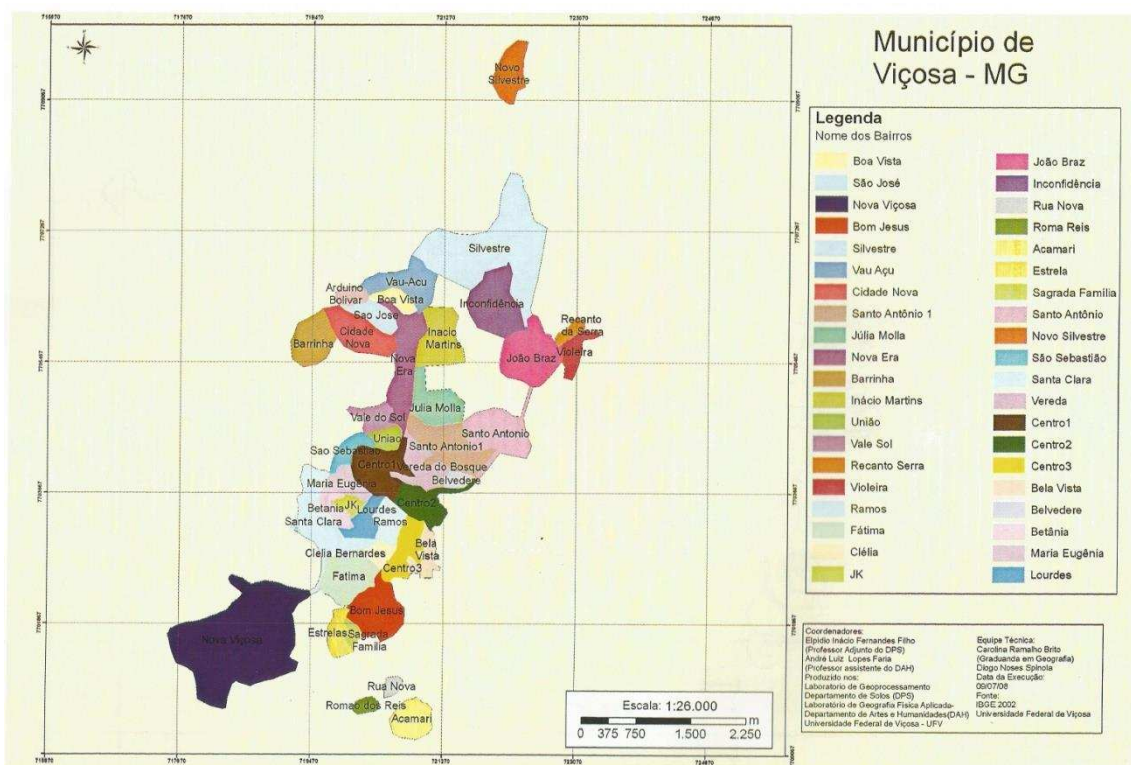 Município de
Viçosa - MG
Legenda
Nome dos Bairros
Boa Vista
São José
Nova Viçosa
Bom Jesus
Silvestre
Vau Açu
Cidade Nova
Santo Antônio 1
Júlia Molla
Nova Era
Barrinha
Inácio Martins
União
Vale Sol
Recanto Serra
Violeira
Ramos
Fátima
Clélia
JK
João Braz
Inconfidência
Rua Nova
Roma Reis
Acamari
Estrela
Sagrada Família
Santo Antônio
Novo Silvestre
São Sebastião
Santa Clara
Vereda
Centro1
Centro2
Centro3
Bela Vista
Belvedere
Betânia
Maria Eugênia
Lourdes
Novo
Silvestre
Silvestre
Vau-Acu
Arduino
Bolivar
Boa Vista
Sao Jose
Inconfidência
Cidade
Nova
Barrinha
Inacio
Martins
Recanto
da Serra
Violeira
João Braz
Nova
Era
Julia Molla
Vale do Sol
Santo Antonio
Uniao
Santo Antonio1
Sao Sebastiao
Centro1
Vereda do Bosque
Belvedere
Maria Eugênia
Centro2
Betania
JK
Lourdes
Santa Clara
Ramos
Clelia Bernardes
Bela
Vista
Centro3
Fatima
Bom Jesus
Nova Viçosa
Estrelas
Sagrada
Familia
Rua Nova
Romao dos Reis
Acamari
Escala: 1:26.000
0 375 750 1.500 2.250 m
Coordenadores:
Elpidio Inácio Fernandes Filho
(Professor Adjunto do DPS)
André Luiz Lopes Faria
(Professor assistente do DAH)
Produzido nos:
Laboratorio de Geoprocessamento
Departamento de Solos (DPS)
Laboratório de Geografia Física Aplicada-
Departamento de Artes e Humanidades(DAH)
Universidade Federal de Viçosa - UFV
Equipe Técnica:
Carolina Ramalho Brito
(Graduanda em Geografia)
Diogo Noses Spinola
Data da Execução:
09/07/08
Fonte:
IBGE 2002
Universidade Federal de Viçosa